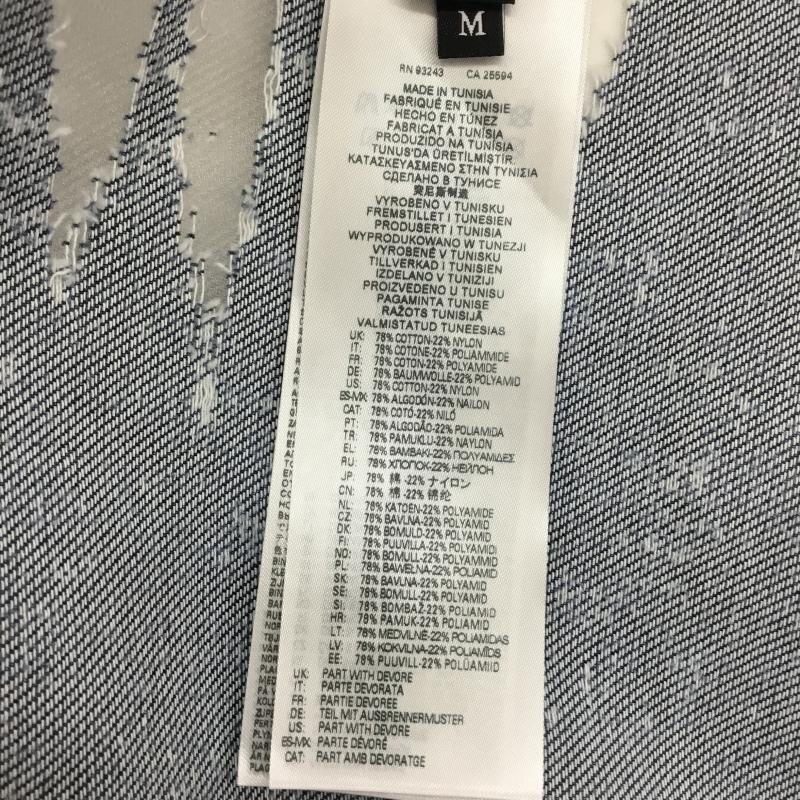 M
RN 93243 CA 25594
MADE IN TUNISIA
FABRIQUÉ EN TUNISIE
HECHO EN TÚNEZ
FABRICAT A TUNÍSIA
PRODUZIDO NA TUNÍSIA
TUNUS'DA ÜRETİLMİŞTİR.
ΚΑΤΑΣΚΕΥΑΣΜΕΝΟ ΣΤΗΝ ΤΥΝΙΣΙΑ
СДЕЛАНО В ТУНИСЕ
突尼斯制造
VYROBENO V TUNISKU
FREMSTILLET I TUNESIEN
PRODUSERT I TUNISIA
WYPRODUKOWANO W TUNEZJI
VYROBENÉ V TUNISKU
TILLVERKAD I TUNISIEN
IZDELANO V TUNIZIJI
PROIZVEDENO U TUNISU
PAGAMINTA TUNISE
RAŽOTS TUNISIJĀ
VALMISTATUD TUNEESIAS
UK: 78% COTTON-22% NYLON
IT: 78% COTONE-22% POLIAMMIDE
FR: 78% COTON-22% POLYAMIDE
DE: 78% BAUMWOLLE-22% POLYAMID
US: 78% COTTON-22% NYLON
ES-MX: 78% ALGODÓN-22% NAILON
CAT: 78% COTÓ-22% NILÓ
PT: 78% ALGODÃO-22% POLIAMIDA
TR: 78% PAMUKLU-22% NAYLON
EL: 78% ΒΑΜΒΑΚΙ-22% ΠΟΛΥΑΜΙΔΕΣ
RU: 78% ХЛОПОК-22% НЕЙЛОН
JP: 78% 棉 -22% ナイロン
CN: 78% 棉 -22% 锦纶
NL: 78% KATOEN-22% POLYAMIDE
CZ: 78% BAVLNA-22% POLYAMID
DK: 78% BOMULD-22% POLYAMID
FI: 78% PUUVILLA-22% POLYAMID
NO: 78% BOMULL-22% POLYAMMID
PL: 78% BAWEŁNA-22% POLIAMID
SK: 78% BAVLNA-22% POLYAMID
SE: 78% BOMULL-22% POLYAMID
SI: 78% BOMBAŽ-22% POLIAMID
HR: 78% PAMUK-22% POLIAMID
LT: 78% MEDVILNĖ-22% POLIAMIDAS
LV: 78% KOKVILNA-22% POLIAMĪDS
EE: 78% PUUVILL-22% POLÜAMIID
UK: PART WITH DEVORE
IT: PARTE DEVORATA
FR: PARTIE DEVOREE
DE: TEIL MIT AUSBRENNERMUSTER
US: PART WITH DEVORE
ES-MX: PARTE DÉVORÉ
CAT: PART AMB DEVORATGE